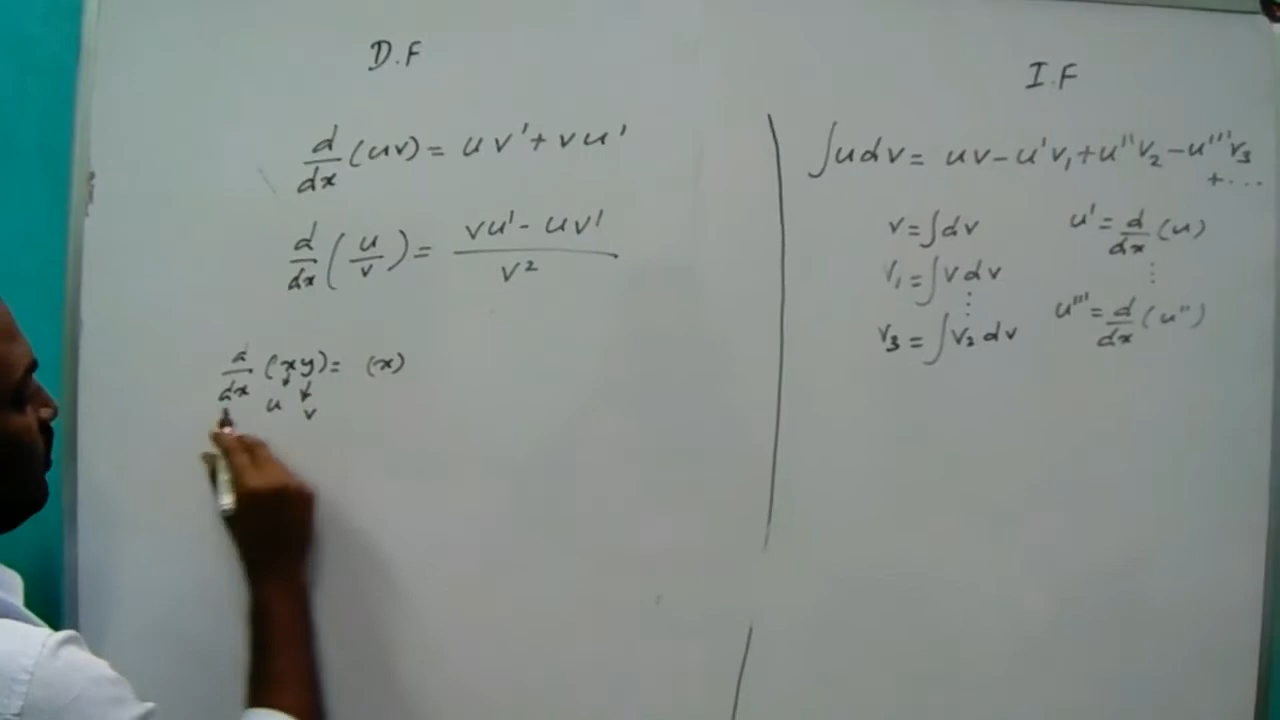 D.F
d/dx (uv) = uv' + vu'
d/dx (u/v) = vu' - uv' / v²
d/dx (xy) = (x)
u v
I.F
∫udv = uv - u'v₁ + u''v₂ - u'''v₃
+ ...
v = ∫dv u' = d/dx (u)
v₁ = ∫v dv ⋮
⋮
v₃ = ∫v₂ dv u''' = d/dx (u'')